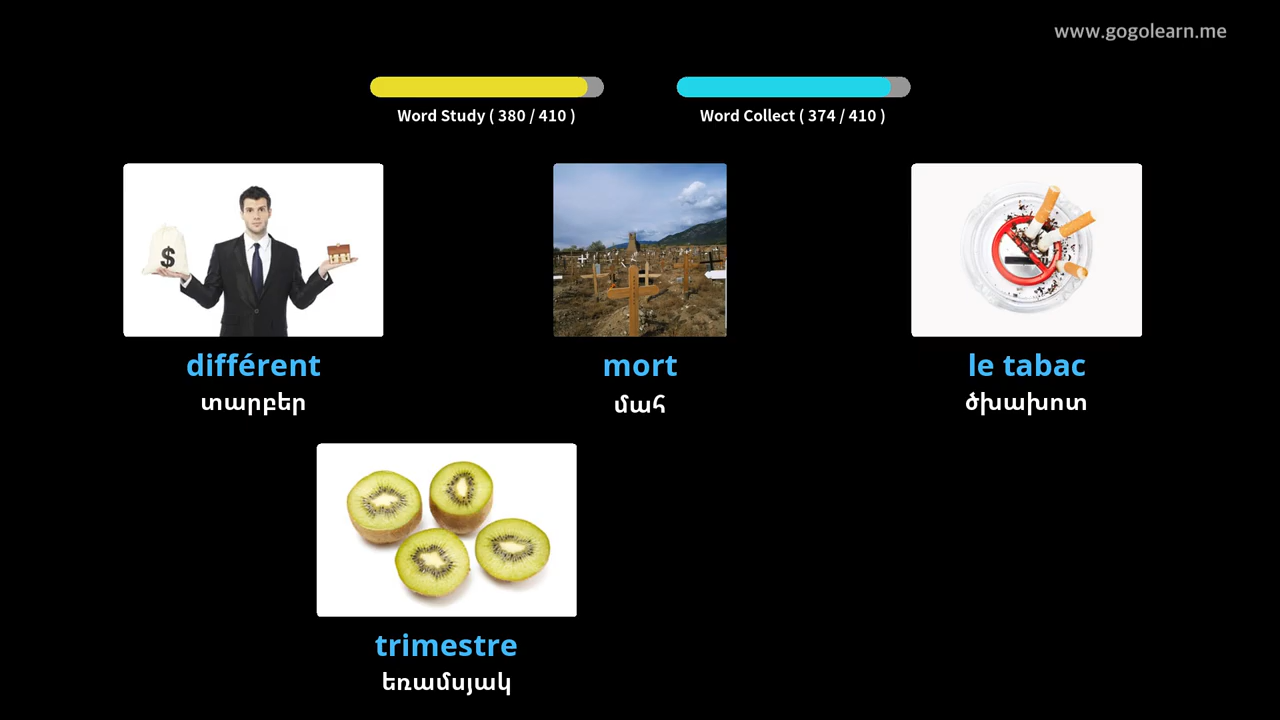 www.gogolearn.me
Word Study ( 380 / 410 )
Word Collect ( 374 / 410 )
$
différent
տարբեր
mort
մահ
le tabac
ծխախոտ
trimestre
եռամսյակ